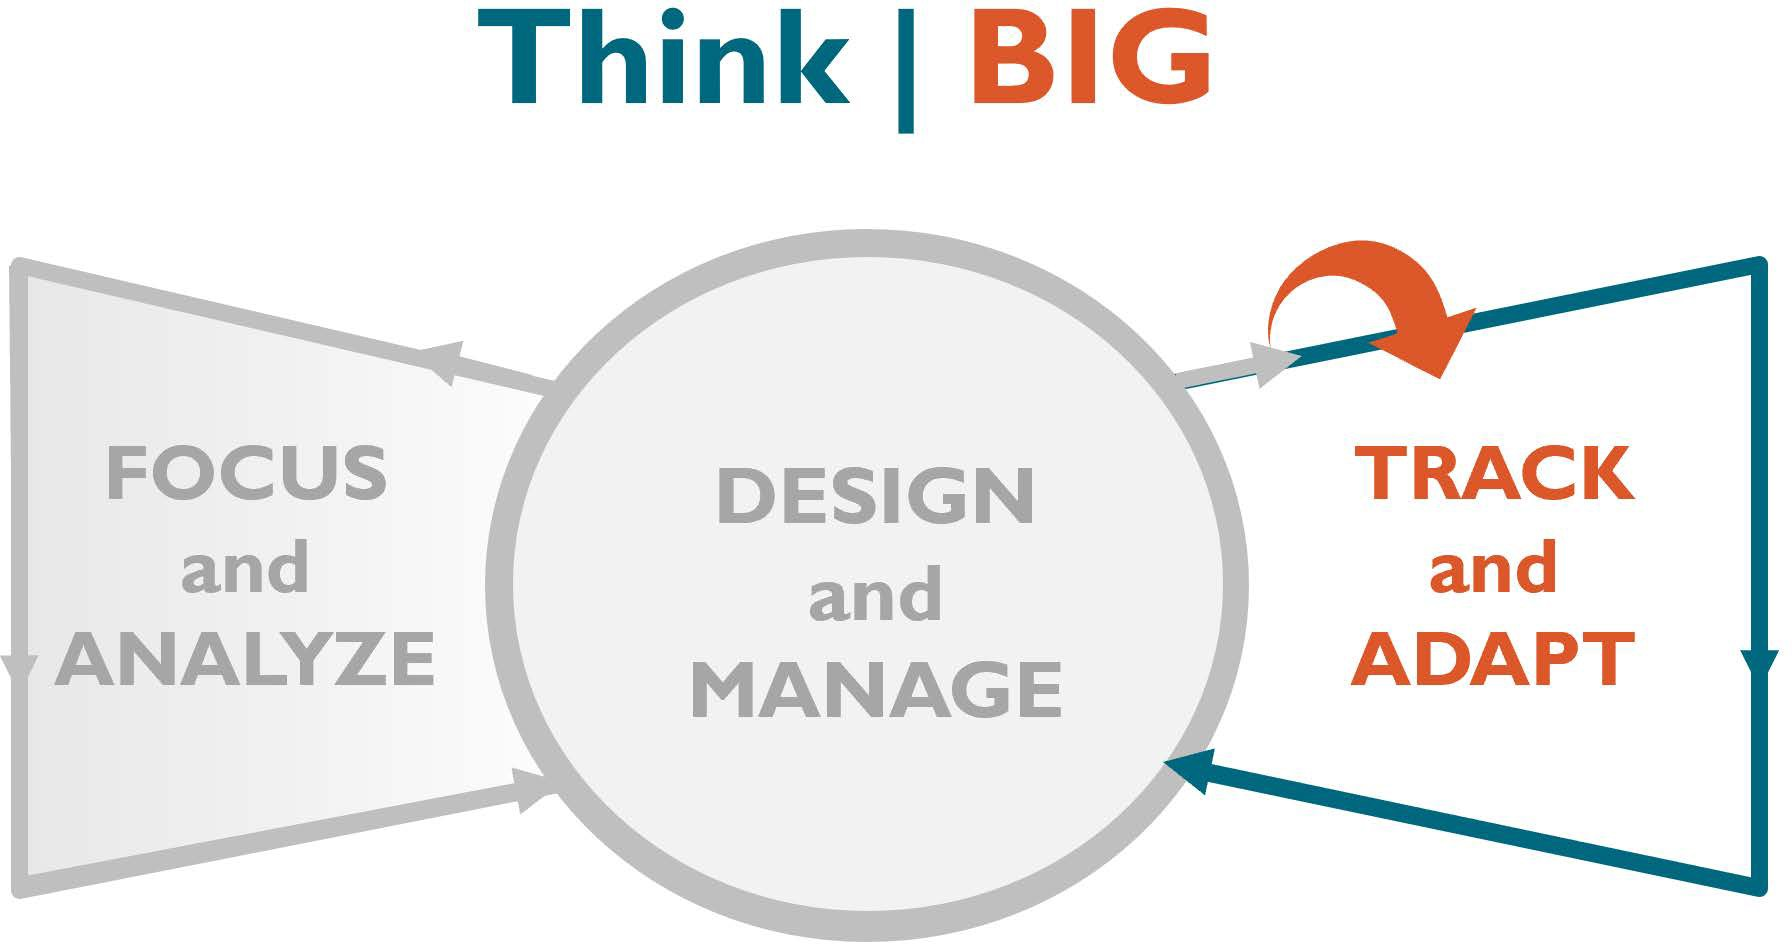 Think | BIG
FOCUS
and
ANALYZE
DESIGN
and
MANAGE
TRACK
and
ADAPT